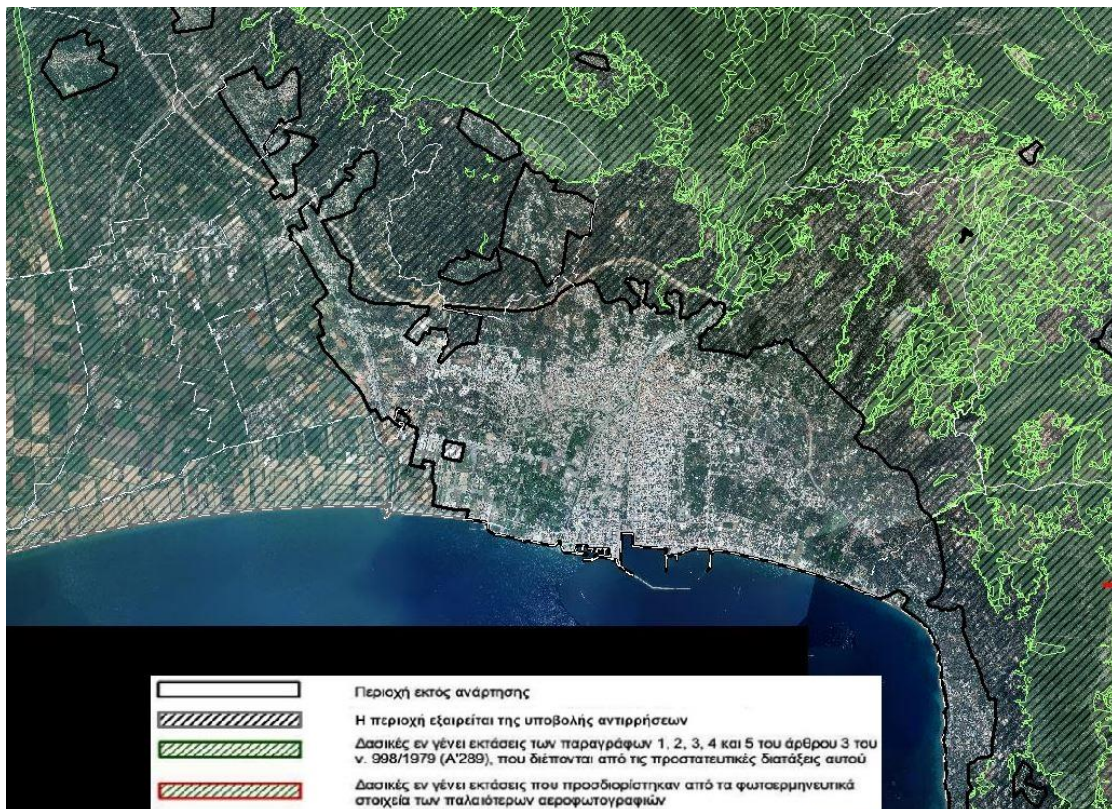 Περιοχή εκτός ανάρτησης
Η περιοχή εξαιρείται της υποβολής αντιρρήσεων
Δασικές εν γένει εκτάσεις των παραγράφων 1, 2, 3, 4 και 5 του άρθρου 3 του
ν. 998/1979 (Α'289), που διέπονται από τις προστατευτικές διατάξεις αυτού
Δασικές εν γένει εκτάσεις που προσδιορίστηκαν από τα φωτοερμηνευτικά
στοιχεία των παλαιότερων αεροφωτογραφιών